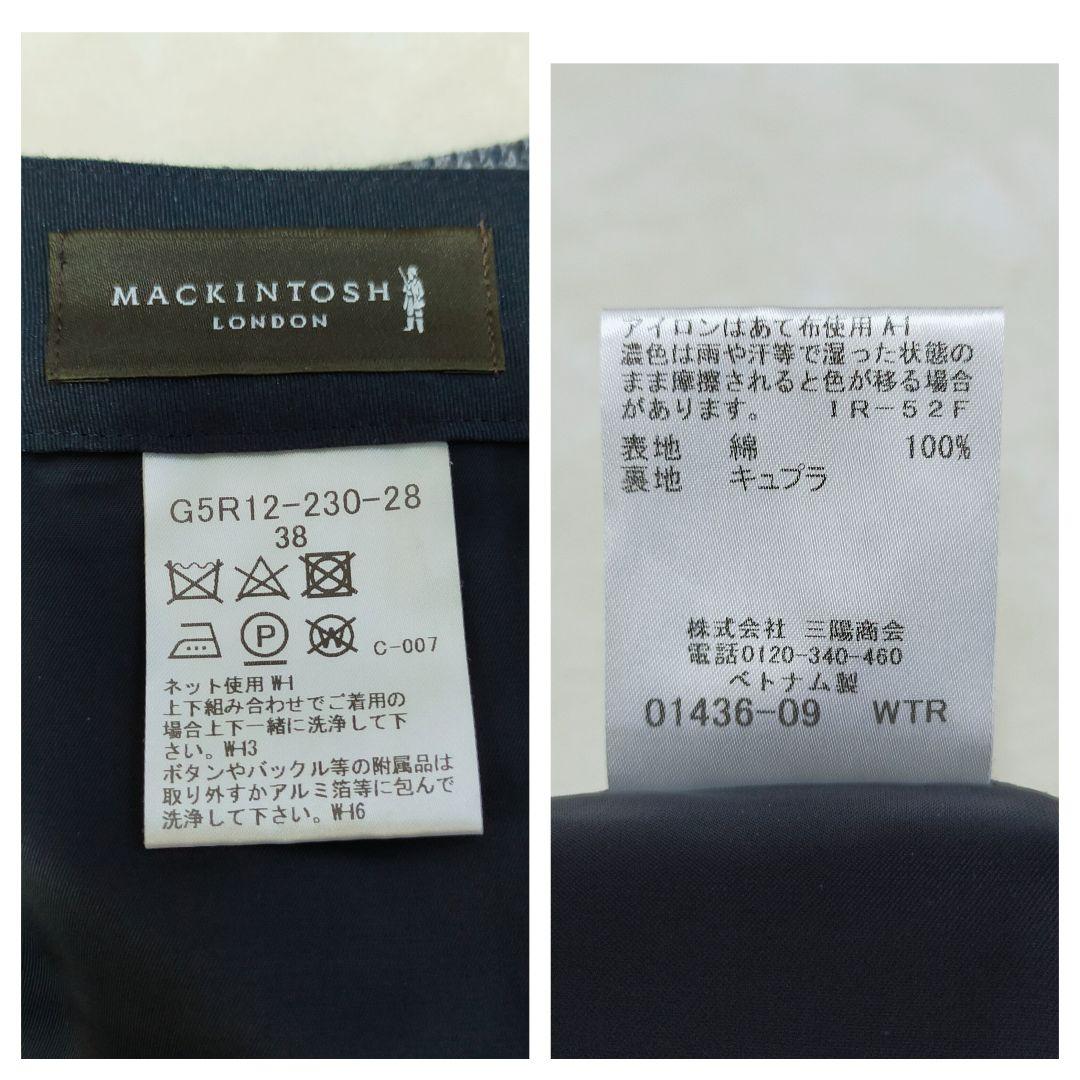 MACKINTOSH
LONDON
G5R12-230-28
38
P
W
C-007
ネット使用 W-1
上下組み合わせでご着用の
場合上下一緒に洗浄して下
さい。W-13
ボタンやバックル等の附属品は
取り外すかアルミ箔等に包んで
洗浄して下さい。W-16
アイロンはあて布使用 A-1
濃色は雨や汗等で湿った状態の
まま摩擦されると色が移る場合
があります。 IR-52F
表地 綿 100%
裏地 キュプラ
株式会社 三陽商会
電話0120-340-460
ベトナム製
01436-09 WTR